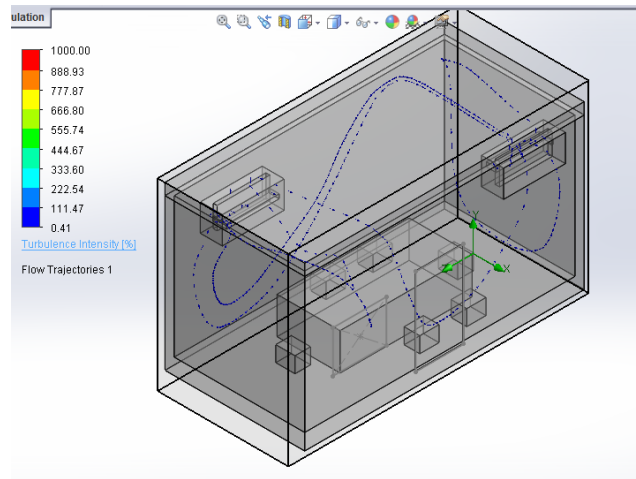 ulation
1000.00
888.93
777.87
666.80
555.74
444.67
333.60
222.54
111.47
0.41
Turbulence Intensity [%]
Flow Trajectories 1
Y
X